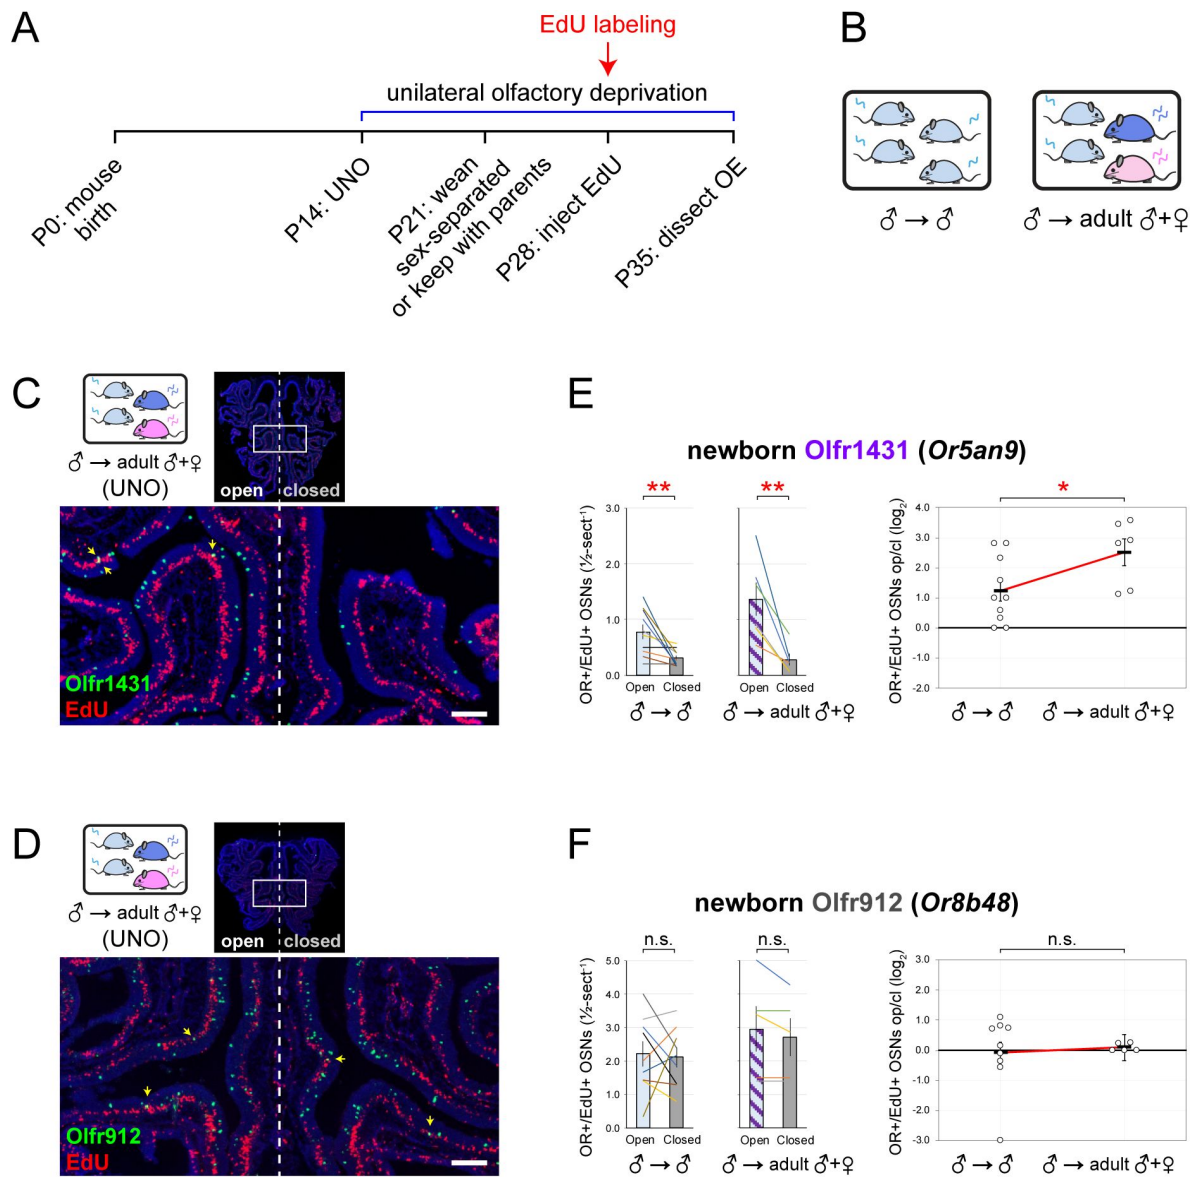 A
EdU labeling
unilateral olfactory deprivation
P0: mouse
birth
P14: UNO
P21: wean
sex-separated
or keep with parents
P28: inject EdU
P35: dissect OE
B
♂ → ♂
♂ → adult ♂+♀
C
♂ → adult ♂+♀
(UNO)
open
closed
Olfr1431
EdU
E
newborn Olfr1431 (Or5an9)
**
**
OR+/EdU+ OSNs (½-sect⁻¹)
3.0
2.0
1.0
0.0
Open Closed
♂ → ♂
Open Closed
♂ → adult ♂+♀
*
OR+/EdU+ OSNs op/cl (log₂)
4.0
3.0
2.0
1.0
0.0
-1.0
-2.0
♂ → ♂
♂ → adult ♂+♀
D
♂ → adult ♂+♀
(UNO)
open
closed
Olfr912
EdU
F
newborn Olfr912 (Or8b48)
n.s.
n.s.
OR+/EdU+ OSNs (½-sect⁻¹)
5.0
4.0
3.0
2.0
1.0
0.0
Open Closed
♂ → ♂
Open Closed
♂ → adult ♂+♀
n.s.
OR+/EdU+ OSNs op/cl (log₂)
3.0
2.0
1.0
0.0
-1.0
-2.0
-3.0
♂ → ♂
♂ → adult ♂+♀